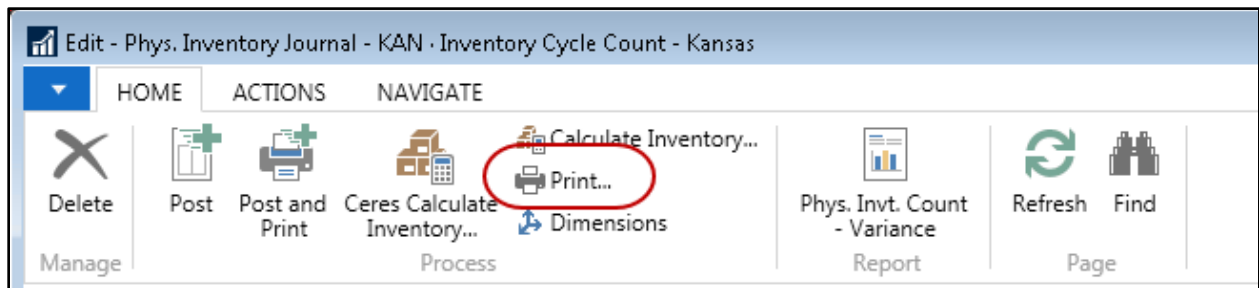 Edit - Phys. Inventory Journal - KAN · Inventory Cycle Count - Kansas
HOME ACTIONS NAVIGATE
Delete
Post
Post and
Print
Ceres Calculate
Inventory...
Calculate Inventory...
Print...
Dimensions
Phys. Invt. Count
- Variance
Refresh
Find
Manage
Process
Report
Page